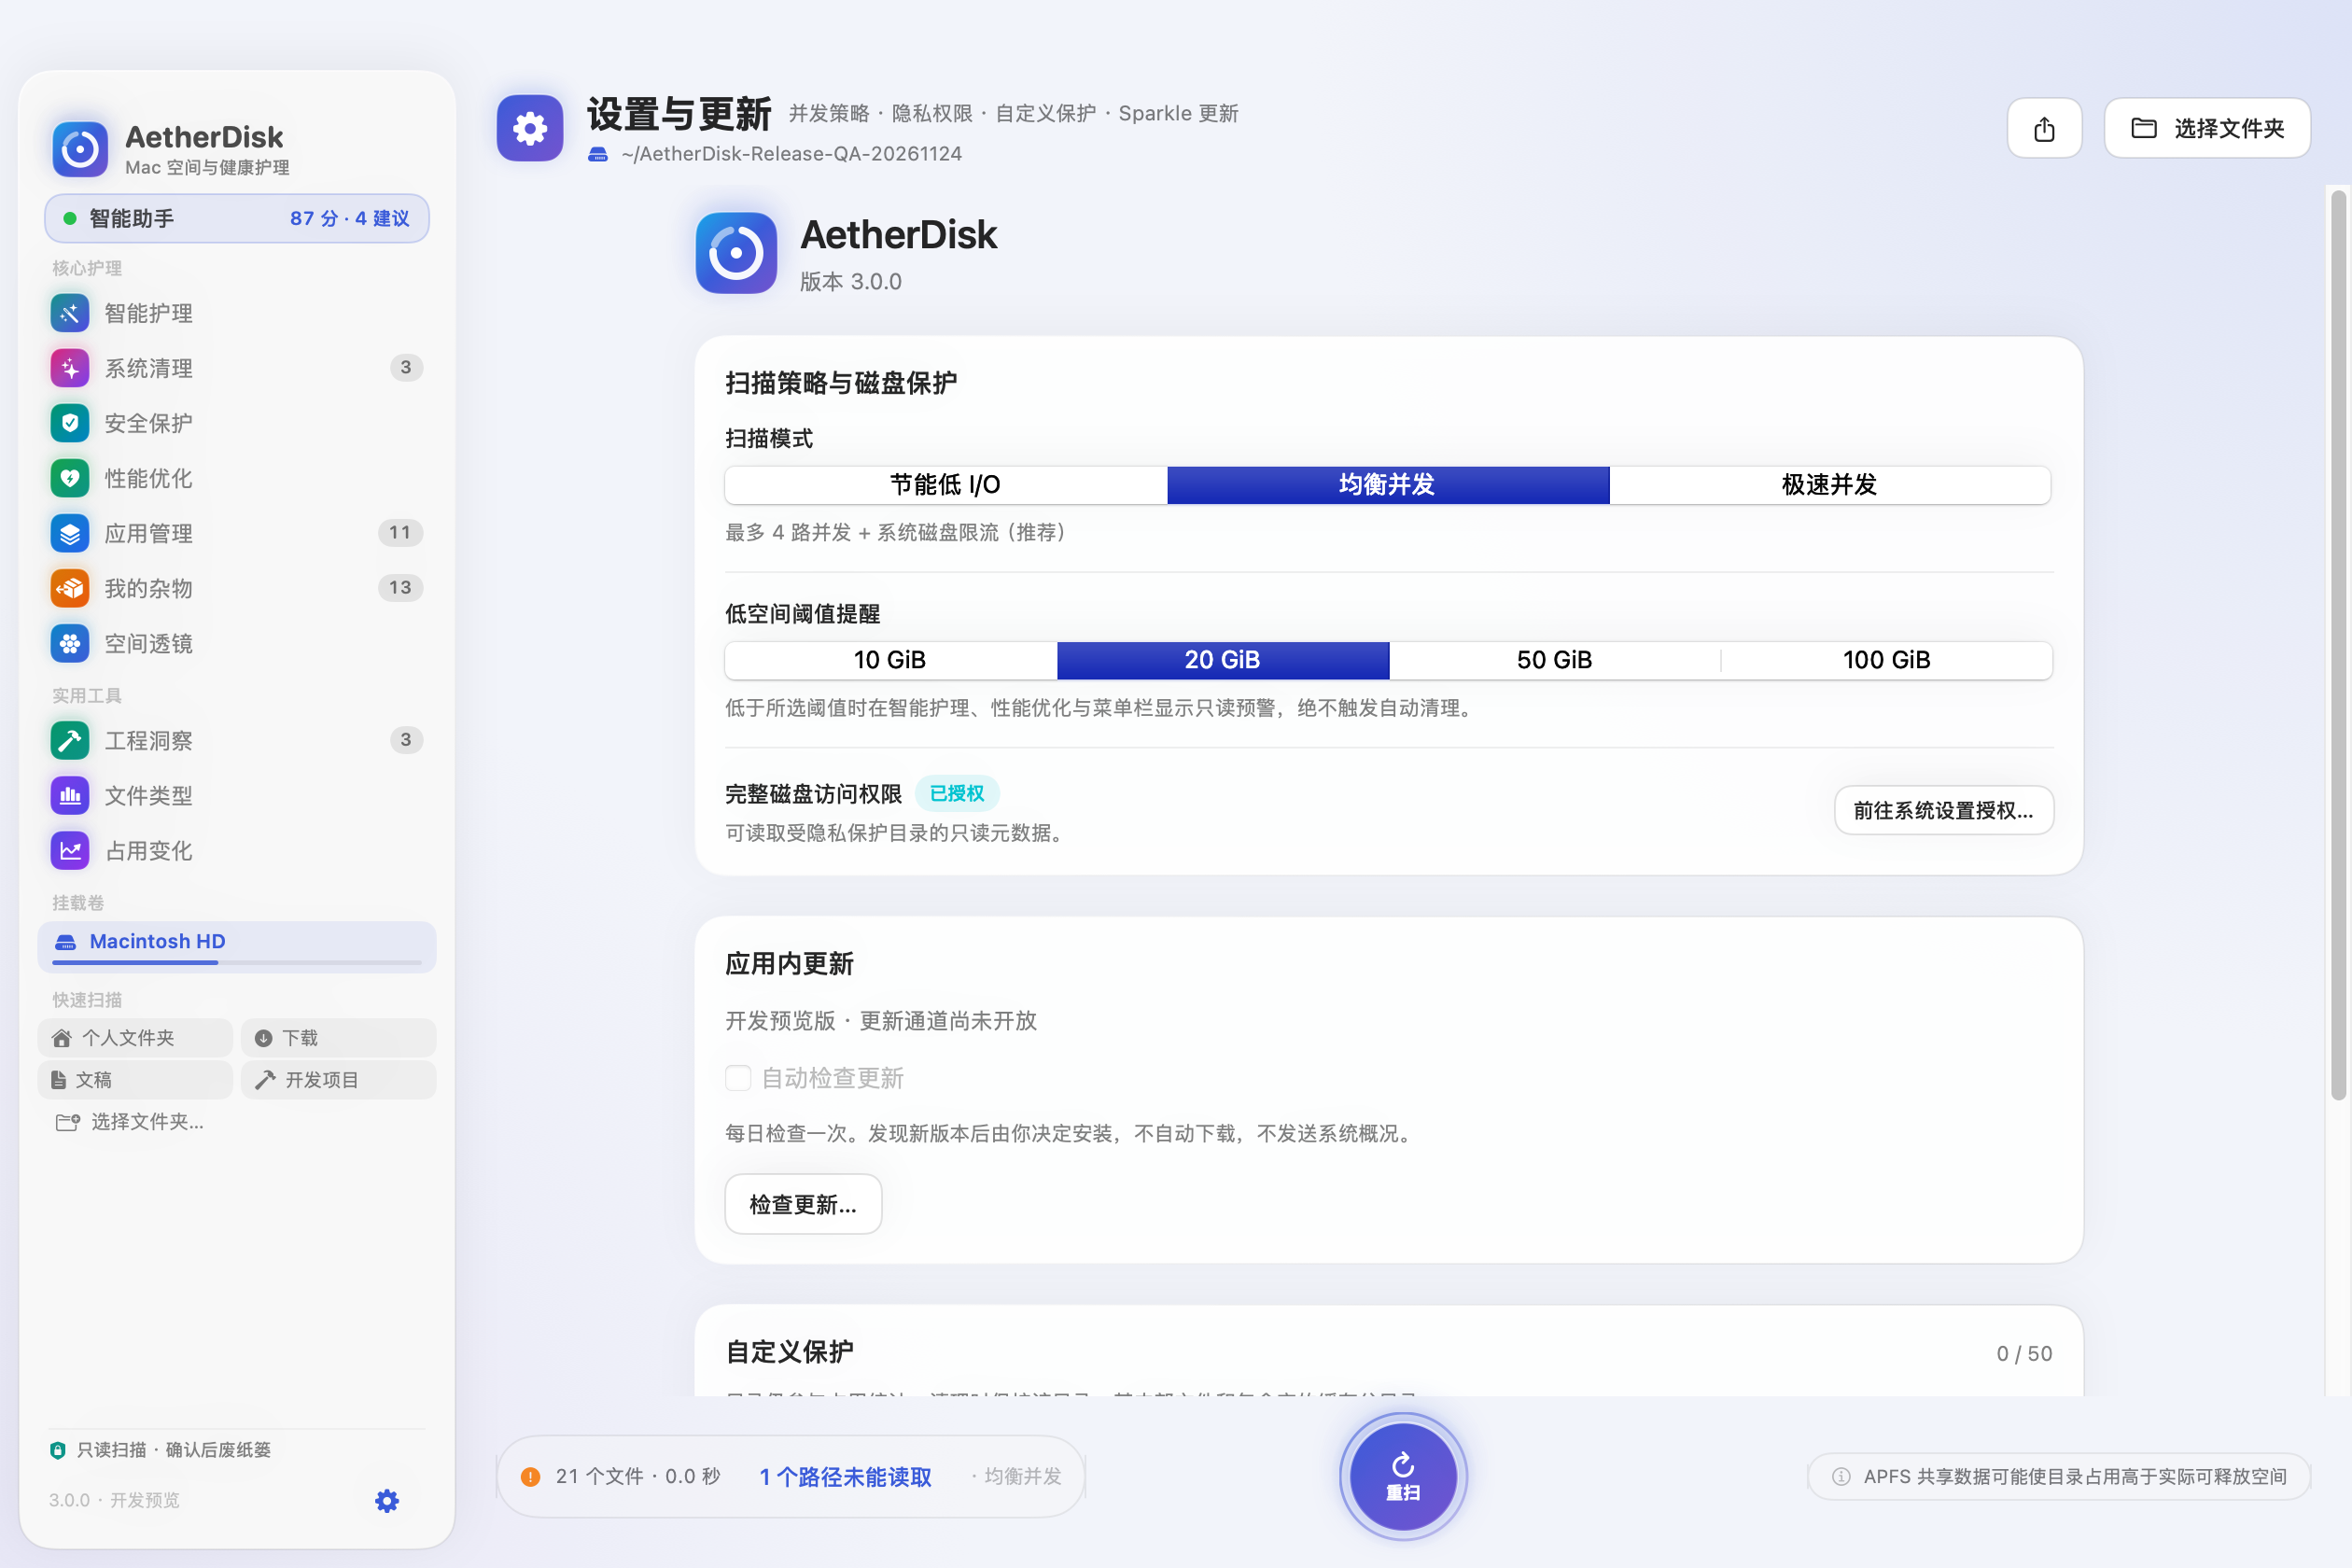 AetherDisk
Mac 空间与健康护理
智能助手 87 分 · 4 建议
核心护理
智能护理
系统清理 3
安全保护
性能优化
应用管理 11
我的杂物 13
空间透镜
实用工具
工程洞察 3
文件类型
占用变化
挂载卷
Macintosh HD
快速扫描
个人文件夹 下载
文稿 开发项目
选择文件夹...
只读扫描 · 确认后废纸篓
3.0.0 · 开发预览
设置与更新 并发策略 · 隐私权限 · 自定义保护 · Sparkle 更新
~/AetherDisk-Release-QA-20261124
选择文件夹
AetherDisk
版本 3.0.0
扫描策略与磁盘保护
扫描模式
节能低 I/O 均衡并发 极速并发
最多 4 路并发 + 系统磁盘限流（推荐）
低空间阈值提醒
10 GiB 20 GiB 50 GiB 100 GiB
低于所选阈值时在智能护理、性能优化与菜单栏显示只读预警，绝不触发自动清理。
完整磁盘访问权限 已授权
可读取受隐私保护目录的只读元数据。
前往系统设置授权...
应用内更新
开发预览版 · 更新通道尚未开放
自动检查更新
每日检查一次。发现新版本后由你决定安装，不自动下载，不发送系统概况。
检查更新...
自定义保护 0 / 50
21 个文件 · 0.0 秒 1 个路径未能读取 · 均衡并发
重扫
APFS 共享数据可能使目录占用高于实际可释放空间